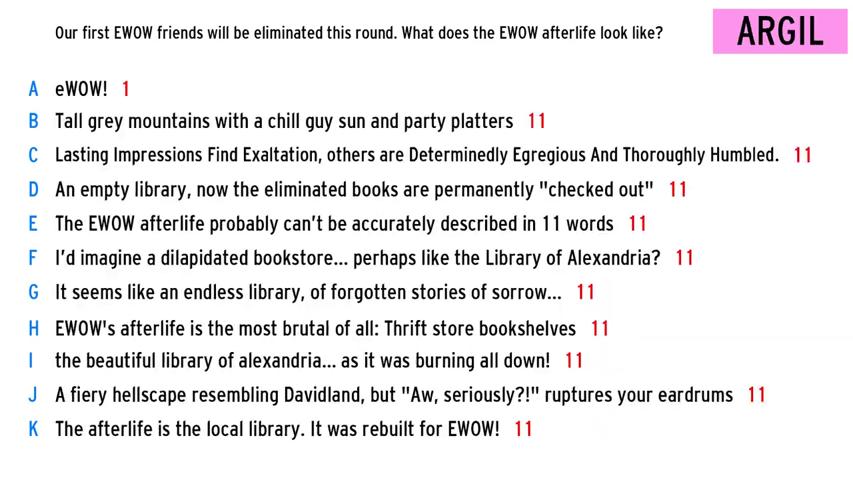 Our first EWOW friends will be eliminated this round. What does the EWOW afterlife look like?
ARGIL
A eWOW! 1
B Tall grey mountains with a chill guy sun and party platters 11
C Lasting Impressions Find Exaltation, others are Determinedly Egregious And Thoroughly Humbled. 11
D An empty library, now the eliminated books are permanently "checked out" 11
E The EWOW afterlife probably can't be accurately described in 11 words 11
F I'd imagine a dilapidated bookstore... perhaps like the Library of Alexandria? 11
G It seems like an endless library, of forgotten stories of sorrow... 11
H EWOW's afterlife is the most brutal of all: Thrift store bookshelves 11
I the beautiful library of alexandria... as it was burning all down! 11
J A fiery hellscape resembling Davidland, but "Aw, seriously?!" ruptures your eardrums 11
K The afterlife is the local library. It was rebuilt for EWOW! 11